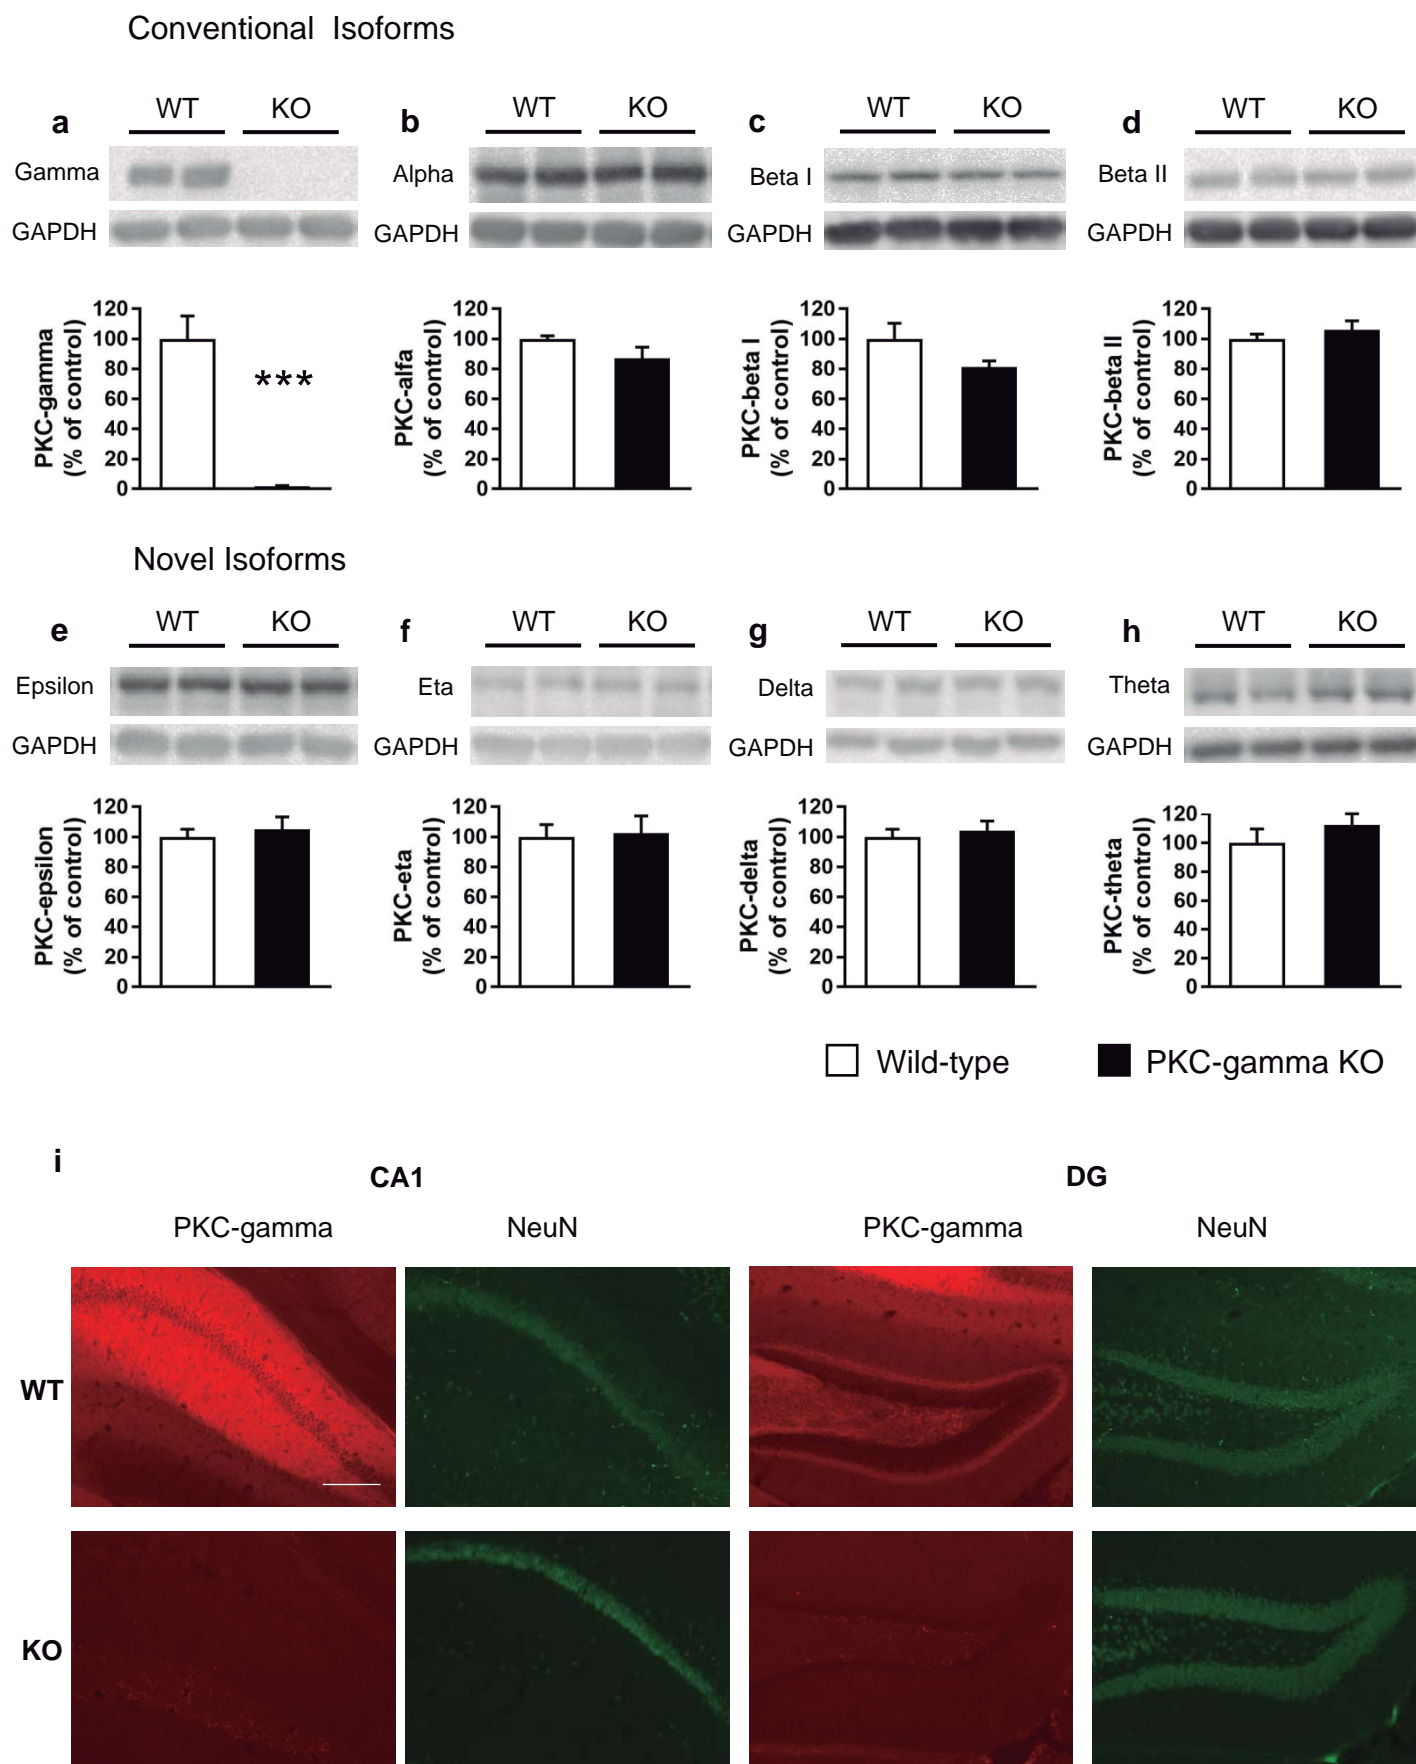 Conventional Isoforms
a WT KO b WT KO c WT KO d WT KO
Gamma Alpha Beta I Beta II
GAPDH GAPDH GAPDH GAPDH
PKC-gamma
(% of control)
120
100
80
60
40
20
0
***
PKC-alfa
(% of control)
120
100
80
60
40
20
0
PKC-beta I
(% of control)
120
100
80
60
40
20
0
PKC-beta II
(% of control)
120
100
80
60
40
20
0
Novel Isoforms
e WT KO f WT KO g WT KO h WT KO
Epsilon Eta Delta Theta
GAPDH GAPDH GAPDH GAPDH
PKC-epsilon
(% of control)
120
100
80
60
40
20
0
PKC-eta
(% of control)
120
100
80
60
40
20
0
PKC-delta
(% of control)
120
100
80
60
40
20
0
PKC-theta
(% of control)
120
100
80
60
40
20
0
Wild-type PKC-gamma KO
i
CA1 DG
PKC-gamma NeuN PKC-gamma NeuN
WT
KO